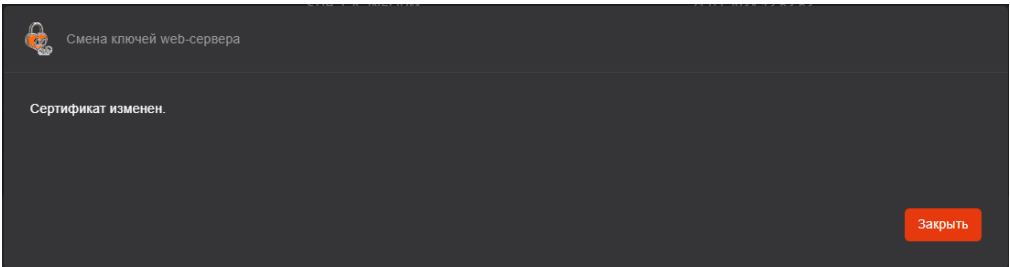 Смена ключей web-сервера
Сертификат изменен.
Закрыть